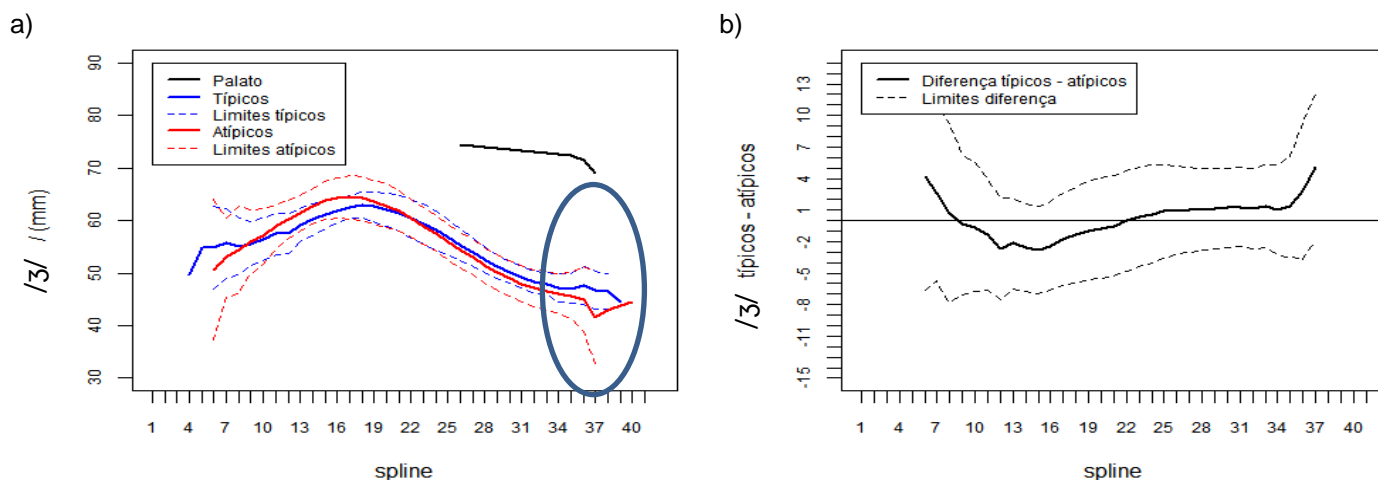 a)
90
80
70
60
50
40
30
/ʒ/ / (mm)
Palato
Típicos
Limites típicos
Atípicos
Limites atípicos
1 4 7 10 13 16 19 22 25 28 31 34 37 40
spline
b)
13
10
7
4
1
-2
-5
-8
-11
-15
/ʒ/ típicos - atípicos
Diferença típicos - atípicos
Limites diferença
1 4 7 10 13 16 19 22 25 28 31 34 37 40
spline